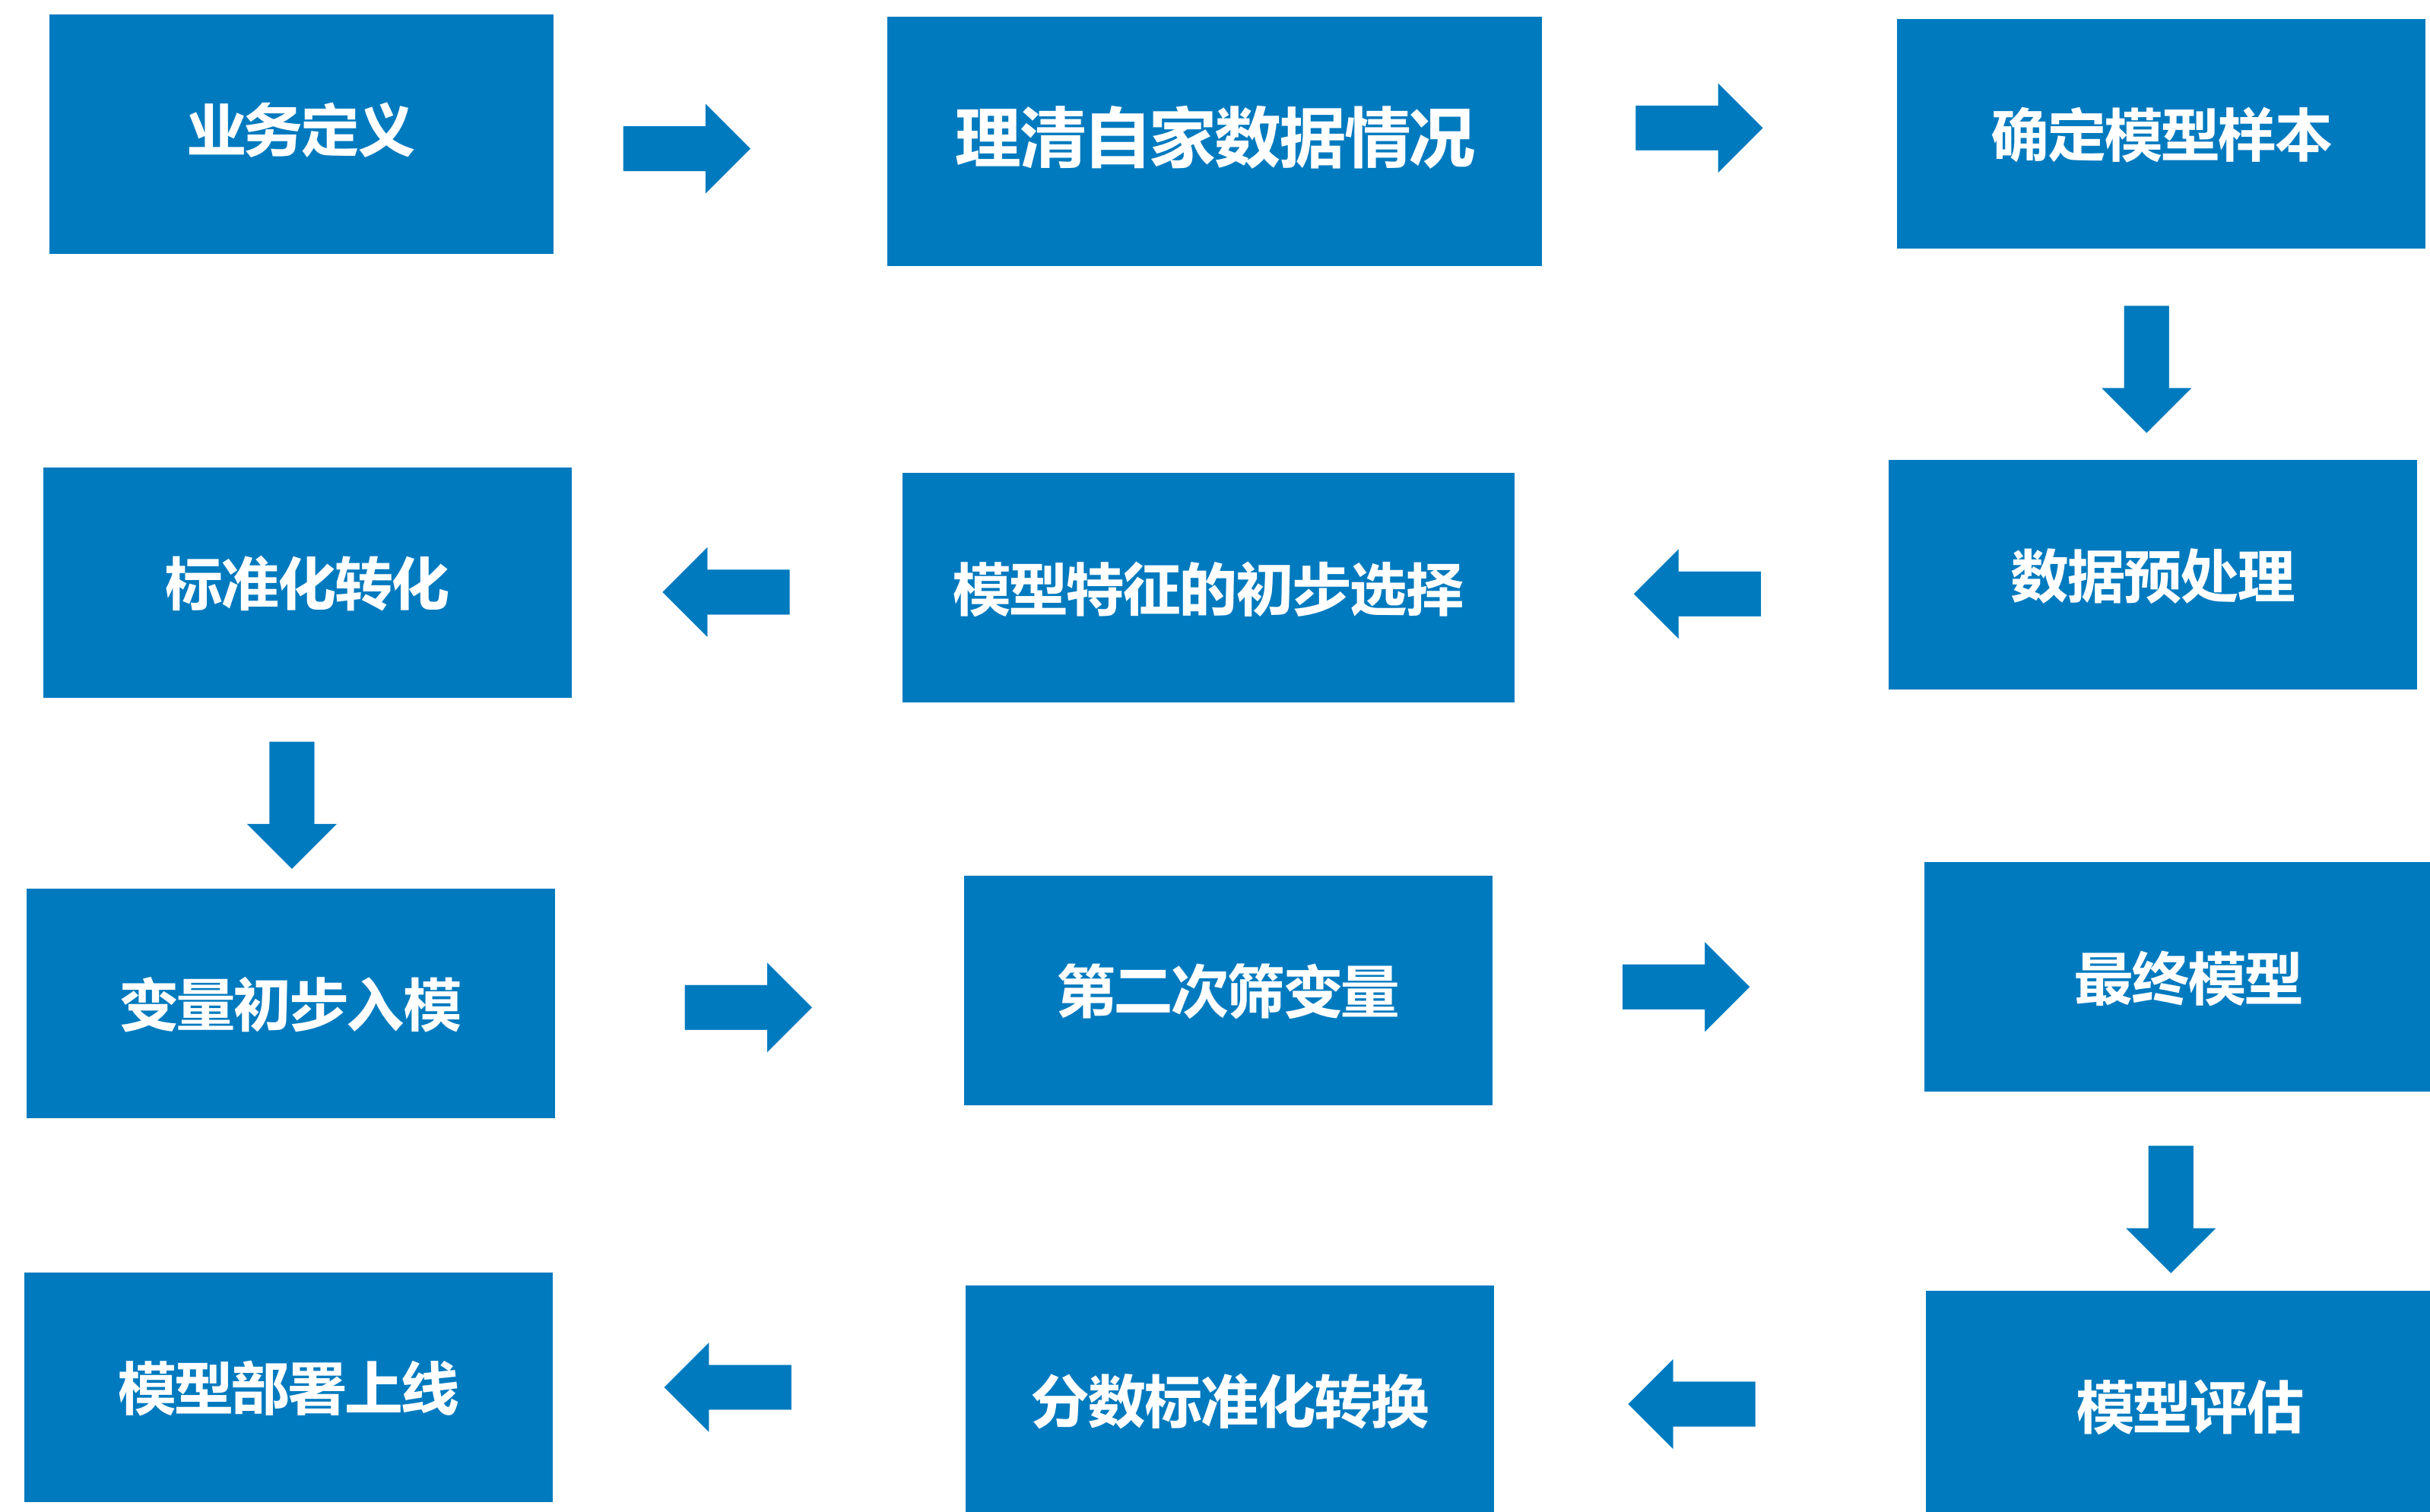 业务定义
理清自家数据情况
确定模型样本
数据预处理
模型特征的初步选择
标准化转化
变量初步入模
第二次筛变量
最终模型
模型评估
分数标准化转换
模型部署上线